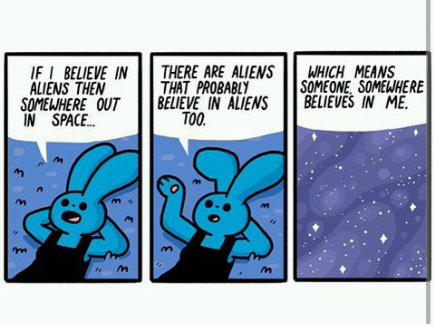 IF I BELIEVE IN
ALIENS THEN
SOMEWHERE OUT
IN SPACE...
THERE ARE ALIENS
THAT PROBABLY
BELIEVE IN ALIENS
TOO.
WHICH MEANS
SOMEONE, SOMEWHERE
BELIEVES IN ME.